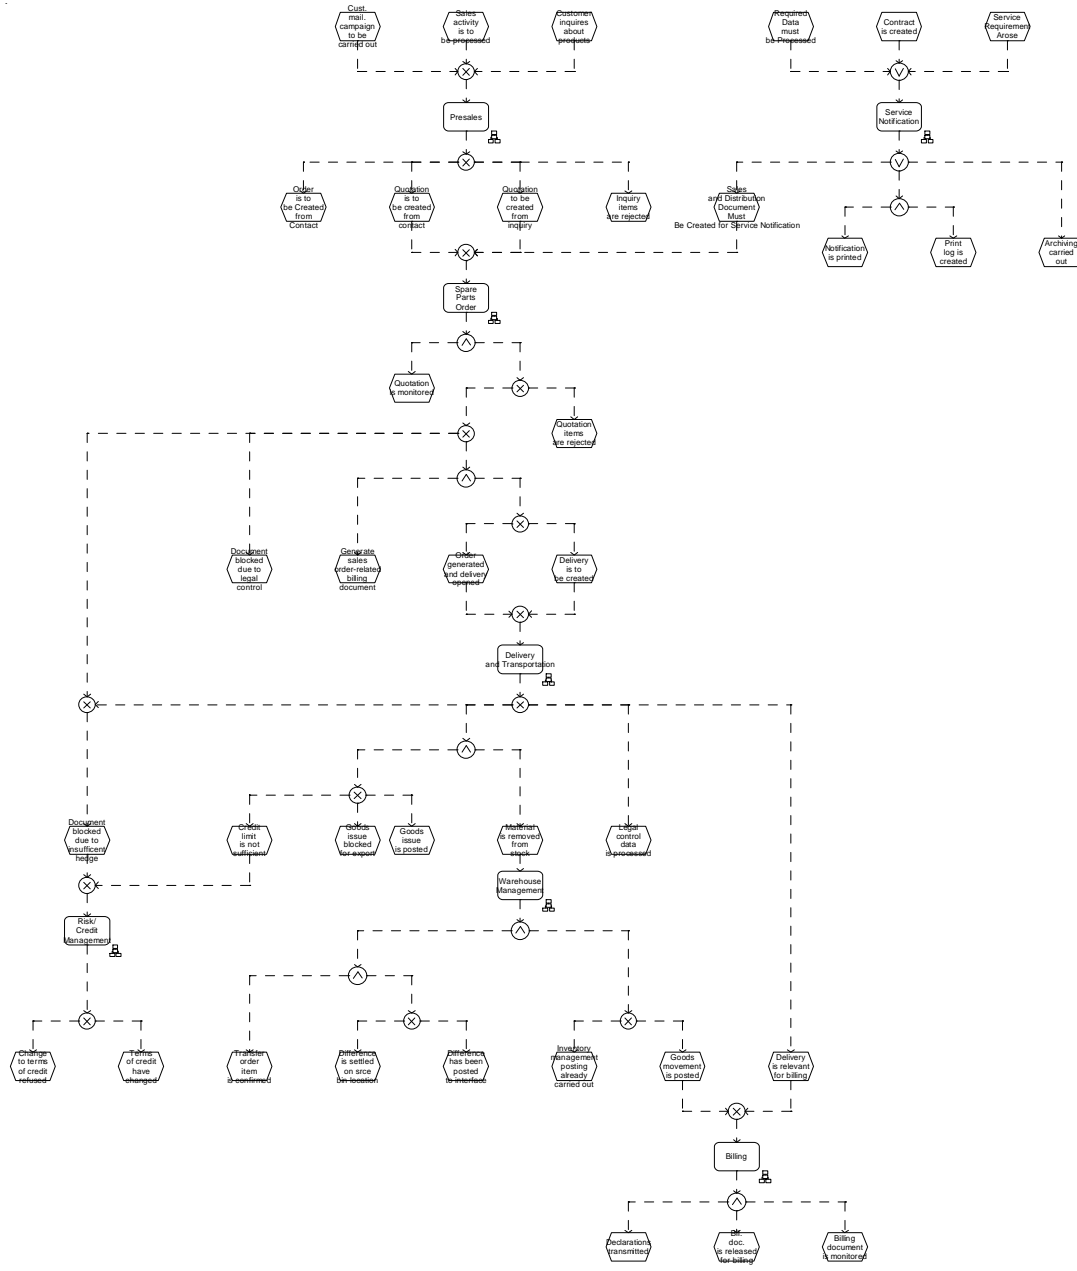 Cust.
mail.
campaign
to be
carried out
Sales
activity
is to
be processed
Customer
inquires
about
products
Required
Data
must
be Processed
Contract
is created
Service
Requirement
Arose
Presales
Service
Notification
Order
is to
be Created
from
Contact
Quotation
is to
be created
from
contact
Quotation
to be
created
from
inquiry
Inquiry
items
are rejected
Sales
and Distribution
Document
Must
Be Created for Service Notification
Notification
is printed
Print
log is
created
Archiving
carried
out
Spare
Parts
Order
Quotation
is monitored
Quotation
items
are rejected
Document
blocked
due to
legal
control
Generate
sales
order-related
billing
document
Order
generated
and delivery
opened
Delivery
is to
be created
Delivery
and Transportation
Document
blocked
due to
insufficent
hedge
Credit
limit
is not
sufficient
Goods
issue
blocked
for export
Goods
issue
is posted
Material
is removed
from
stock
Legal
control
data
is processed
Warehouse
Management
Risk/
Credit
Management
Change
to terms
of credit
refused
Terms
of credit
have
changed
Transfer
order
item
is confirmed
Difference
is settled
on srce
bin location
Difference
has been
posted
to interface
Inventory
management
posting
already
carried out
Goods
movement
is posted
Delivery
is relevant
for billing
Billing
Declarations
transmitted
Bill.
doc.
is released
for billing
Billing
document
is monitored